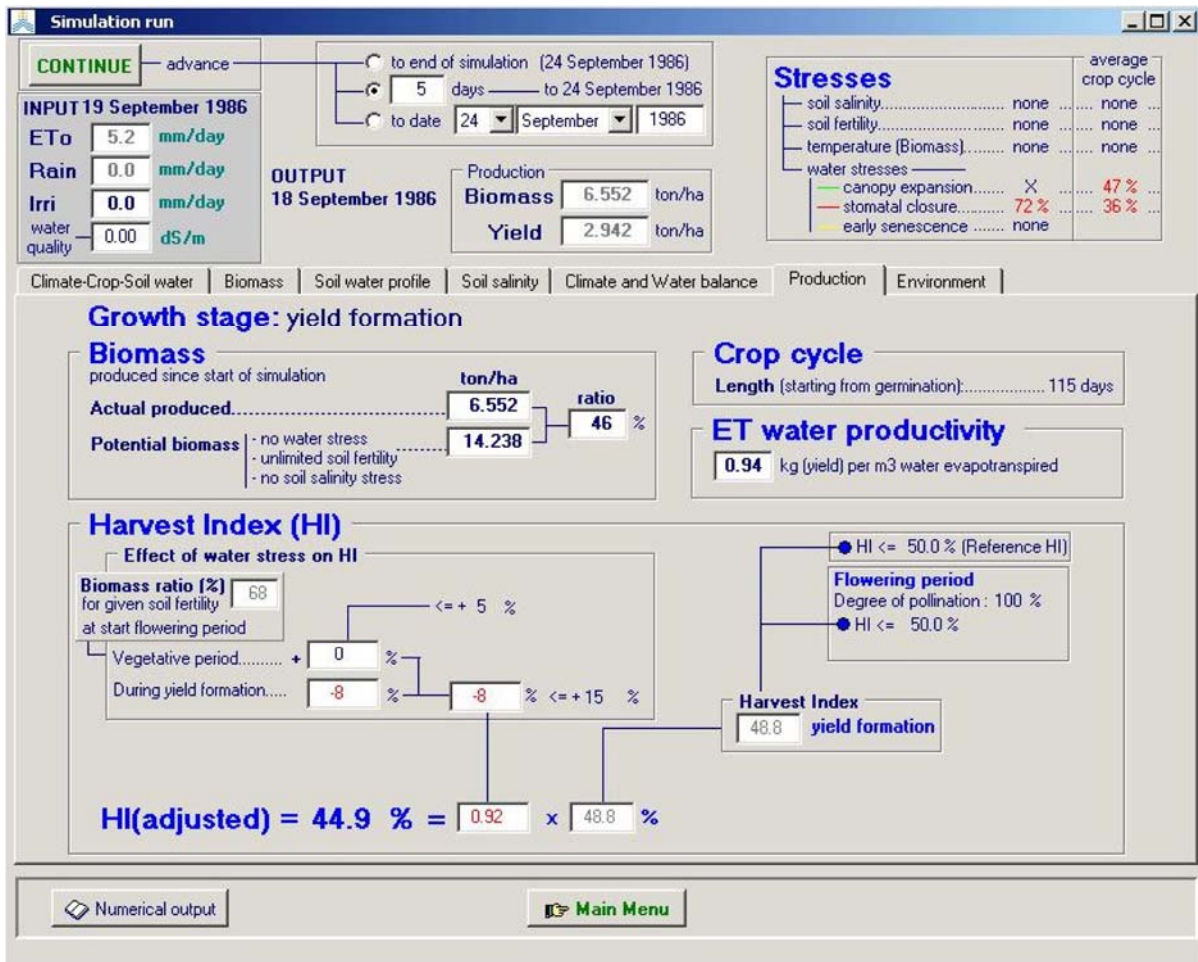 Simulation run
CONTINUE
advance
to end of simulation (24 September 1986)
5 days to 24 September 1986
to date 24 September 1986
INPUT 19 September 1986
ETo 5.2 mm/day
Rain 0.0 mm/day
Irri 0.0 mm/day
water quality 0.00 dS/m
OUTPUT
18 September 1986
Production
Biomass 6.552 ton/ha
Yield 2.942 ton/ha
average
Stresses crop cycle
soil salinity........................ none ...... none ...
soil fertility......................... none ...... none ...
temperature (Biomass)........ none ...... none ...
water stresses
canopy expansion....... X ...... 47 % ...
stomatal closure.......... 72 % ...... 36 % ...
early senescence ....... none
Climate-Crop-Soil water
Biomass
Soil water profile
Soil salinity
Climate and Water balance
Production
Environment
Growth stage: yield formation
Biomass
produced since start of simulation
ton/ha
ratio
Actual produced................................................ 6.552
46 %
Potential biomass
- no water stress
- unlimited soil fertility
- no soil salinity stress
14.238
Crop cycle
Length (starting from germination):.................. 115 days
ET water productivity
0.94 kg (yield) per m3 water evapotranspired
Harvest Index (HI)
Effect of water stress on HI
Biomass ratio (%) 68
for given soil fertility
at start flowering period
<= + 5 %
Vegetative period.......... + 0 %
During yield formation..... -8 %
-8 % <= + 15 %
HI <= 50.0 % (Reference HI)
Flowering period
Degree of pollination : 100 %
HI <= 50.0 %
Harvest Index
48.8 yield formation
HI(adjusted) = 44.9 % = 0.92 x 48.8 %
Numerical output
Main Menu